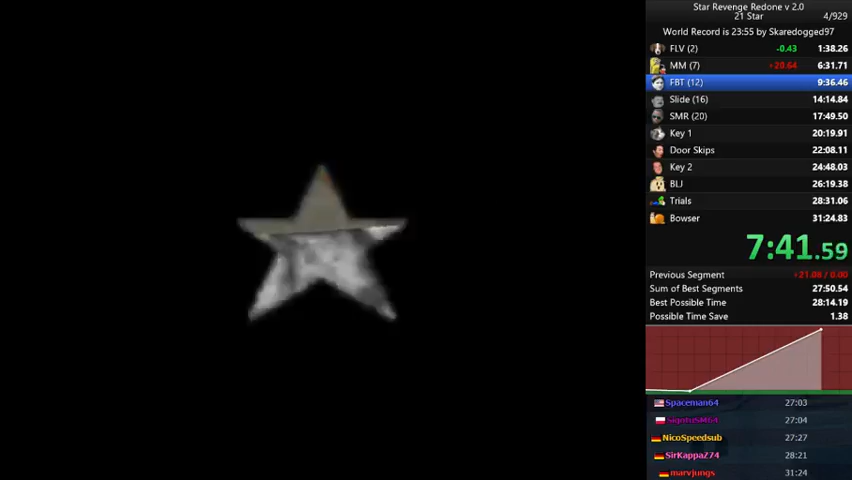 Star Revenge Redone v 2.0
21 Star 4/929
World Record is 23:55 by Skaredogged97
FLV (2) -0.43 1:38.26
MM (7) +20.64 6:31.71
FBT (12) 9:36.46
Slide (16) 14:14.84
SMR (20) 17:49.50
Key 1 20:19.91
Door Skips 22:08.11
Key 2 24:48.03
BLJ 26:19.38
Trials 28:31.06
Bowser 31:24.83
7:41.59
Previous Segment +21.08 / 0.00
Sum of Best Segments 27:50.54
Best Possible Time 28:14.19
Possible Time Save 1.38
Spaceman64 27:03
27:04
NicoSpeedsub 27:27
SirKappaZ74 28:21
marvjungs 31:24